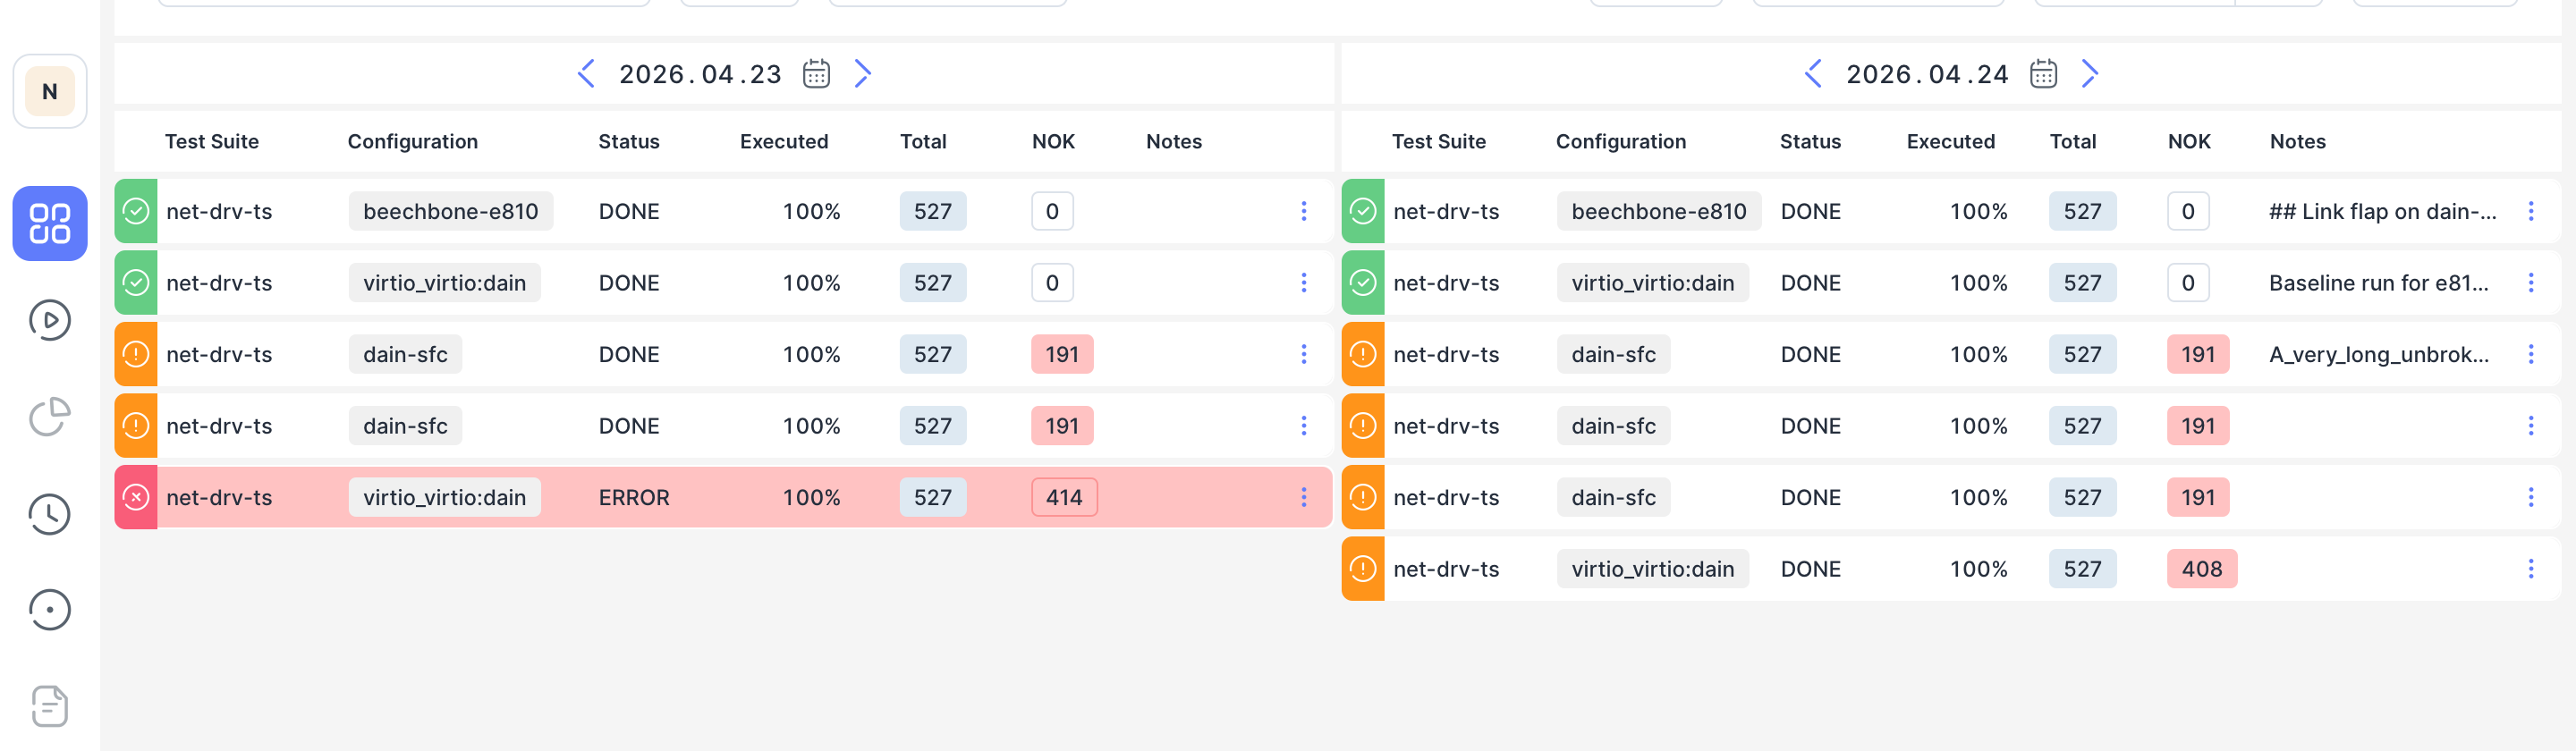 N
2026.04.23
Test Suite Configuration Status Executed Total NOK Notes
net-drv-ts beechbone-e810 DONE 100% 527 0
net-drv-ts virtio_virtio:dain DONE 100% 527 0
net-drv-ts dain-sfc DONE 100% 527 191
net-drv-ts dain-sfc DONE 100% 527 191
net-drv-ts virtio_virtio:dain ERROR 100% 527 414
2026.04.24
Test Suite Configuration Status Executed Total NOK Notes
net-drv-ts beechbone-e810 DONE 100% 527 0 ## Link flap on dain-...
net-drv-ts virtio_virtio:dain DONE 100% 527 0 Baseline run for e81...
net-drv-ts dain-sfc DONE 100% 527 191 A_very_long_unbrok...
net-drv-ts dain-sfc DONE 100% 527 191
net-drv-ts dain-sfc DONE 100% 527 191
net-drv-ts virtio_virtio:dain DONE 100% 527 408